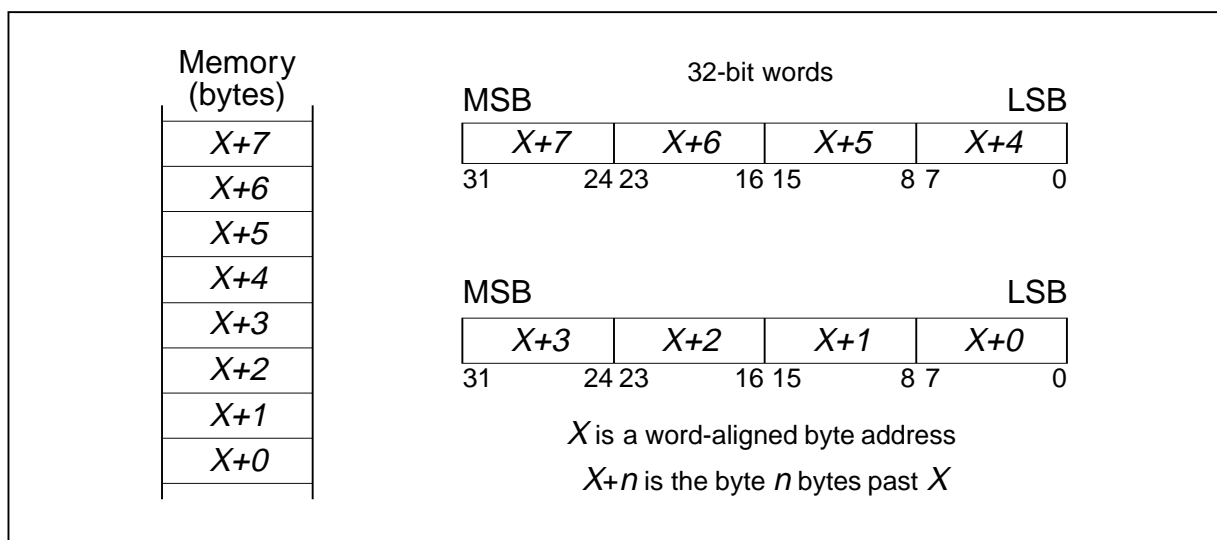 Memory
(bytes)
X+7
X+6
X+5
X+4
X+3
X+2
X+1
X+0
32-bit words
MSB LSB
X+7 X+6 X+5 X+4
31 24 23 16 15 8 7 0
MSB LSB
X+3 X+2 X+1 X+0
31 24 23 16 15 8 7 0
X is a word-aligned byte address
X+n is the byte n bytes past X